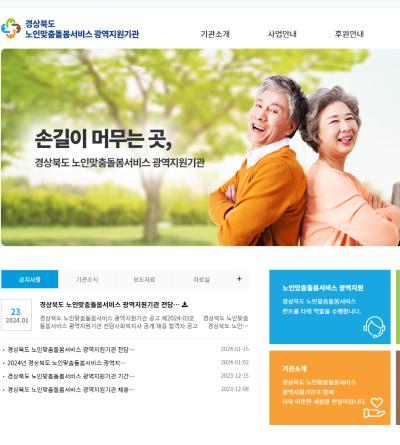 경상북도
노인맞춤돌봄서비스 광역지원기관
기관소개 사업안내 후원안내
손길이 머무는 곳,
경상북도 노인맞춤돌봄서비스 광역지원기관
공지사항 기관소식 보도자료 자료실 +
23
2024.01
경상북도 노인맞춤돌봄서비스 광역지원기관 전담…
경상북도 노인맞춤돌봄서비스 광역지원기관 공고 제2024-03호 경상북도 노인맞춤
돌봄서비스 광역지원기관 전담사회복지사 공개 채용 합격자 공고 경상북도 노인…
· 경상북도 노인맞춤돌봄서비스 광역지원기관 전담… 2024-01-15
· 2024년 경상북도 노인맞춤돌봄서비스 광역지… 2024-01-02
· 경상북도 노인맞춤돌봄서비스 광역지원기관 기간… 2023-12-15
· 경상북도 노인맞춤돌봄서비스 광역지원기관 채용… 2023-12-08
노인맞춤돌봄서비스 광역지원
경상북도 노인맞춤돌봄서비스
컨트롤 타워 역할을 수행합니다.
기관소개
경상북도 노인맞춤돌봄서비스
광역지원기관과 함께
더욱 따뜻한 세상을 만들어갑니다.